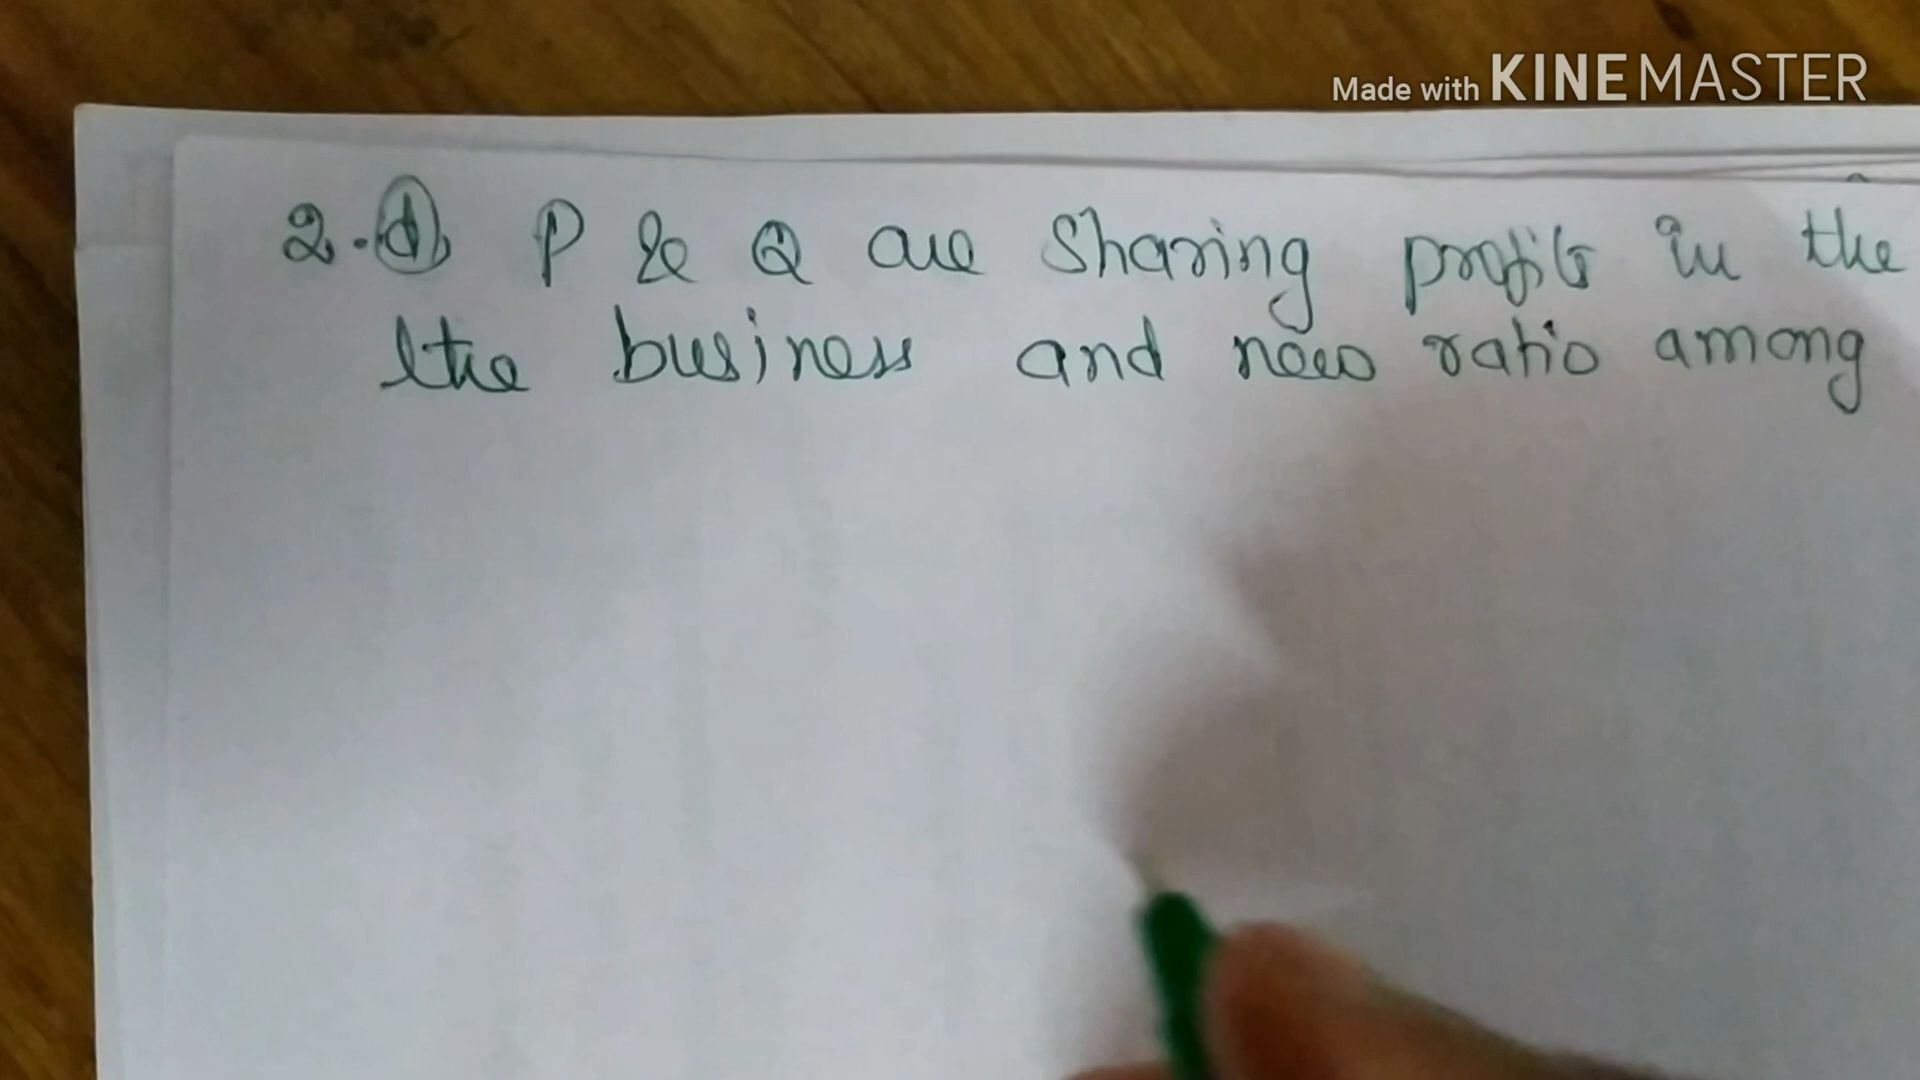 Made with KINEMASTER
2.d) P & Q are Sharing profits in the
the business and new ratio among